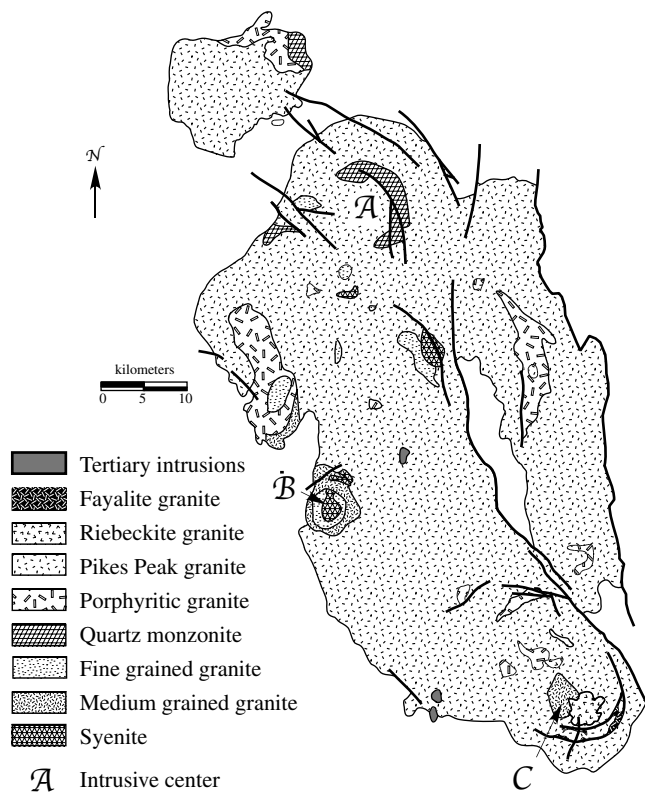 N
A
kilometers
0 5 10
B
Tertiary intrusions
Fayalite granite
Riebeckite granite
Pikes Peak granite
Porphyritic granite
Quartz monzonite
Fine grained granite
Medium grained granite
Syenite
A Intrusive center
C